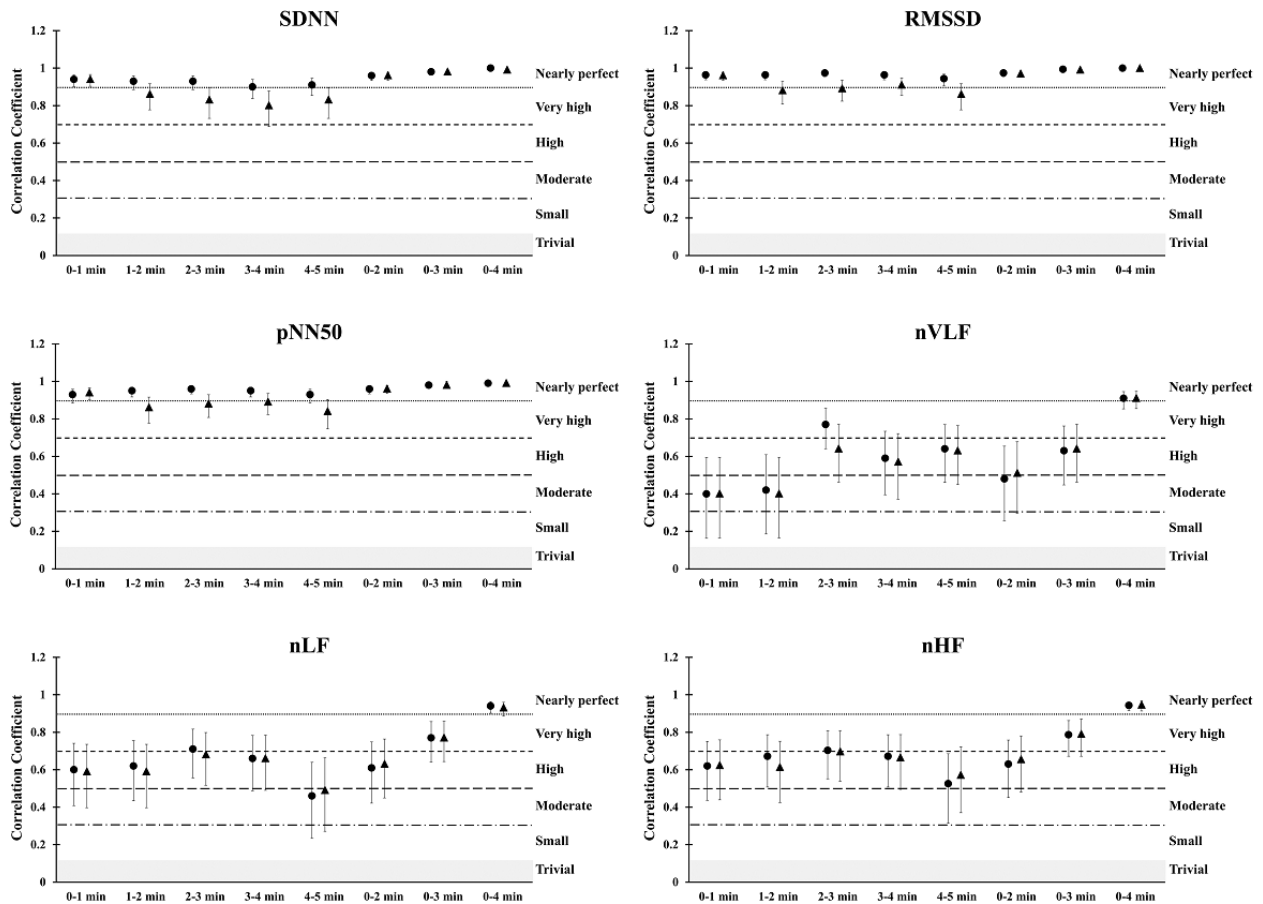 SDNN
Correlation Coefficient
1.2
1
0.8
0.6
0.4
0.2
0
Nearly perfect
Very high
High
Moderate
Small
Trivial
0-1 min 1-2 min 2-3 min 3-4 min 4-5 min 0-2 min 0-3 min 0-4 min
RMSSD
Correlation Coefficient
1.2
1
0.8
0.6
0.4
0.2
0
Nearly perfect
Very high
High
Moderate
Small
Trivial
0-1 min 1-2 min 2-3 min 3-4 min 4-5 min 0-2 min 0-3 min 0-4 min
pNN50
Correlation Coefficient
1.2
1
0.8
0.6
0.4
0.2
0
Nearly perfect
Very high
High
Moderate
Small
Trivial
0-1 min 1-2 min 2-3 min 3-4 min 4-5 min 0-2 min 0-3 min 0-4 min
nVLF
Correlation Coefficient
1.2
1
0.8
0.6
0.4
0.2
0
Nearly perfect
Very high
High
Moderate
Small
Trivial
0-1 min 1-2 min 2-3 min 3-4 min 4-5 min 0-2 min 0-3 min 0-4 min
nLF
Correlation Coefficient
1.2
1
0.8
0.6
0.4
0.2
0
Nearly perfect
Very high
High
Moderate
Small
Trivial
0-1 min 1-2 min 2-3 min 3-4 min 4-5 min 0-2 min 0-3 min 0-4 min
nHF
Correlation Coefficient
1.2
1
0.8
0.6
0.4
0.2
0
Nearly perfect
Very high
High
Moderate
Small
Trivial
0-1 min 1-2 min 2-3 min 3-4 min 4-5 min 0-2 min 0-3 min 0-4 min